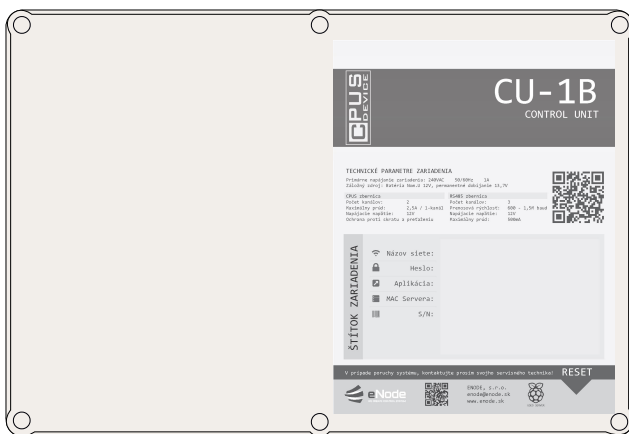 CPUS
DEVICE
CU-1B
CONTROL UNIT
TECHNICKÉ PARAMETRE ZARIADENIA
Primárne napájanie zariadenia: 240VAC 50/60Hz 1A
Záložný zdroj: Batéria Nom.U 12V, permanentné dobíjanie 13,7V
CPUS zbernica
Počet kanálov: 2
Maximálny prúd: 2,5A / 1.kanál
Napájacie napätie: 12V
Ochrana proti skratu a preťaženiu
RS485 zbernica
Počet kanálov: 3
Prenosová rýchlosť: 600 - 1,5M baud
Napájacie napätie: 12V
Maximálny prúd: 500mA
ŠTÍTOK ZARIADENIA
Názov siete:
Heslo:
Aplikácia:
MAC Servera:
S/N:
V prípade poruchy systému, kontaktujte prosím svojho servisného technika!
RESET
eNode
ENODE, s.r.o.
enode@enode.sk
www.enode.sk